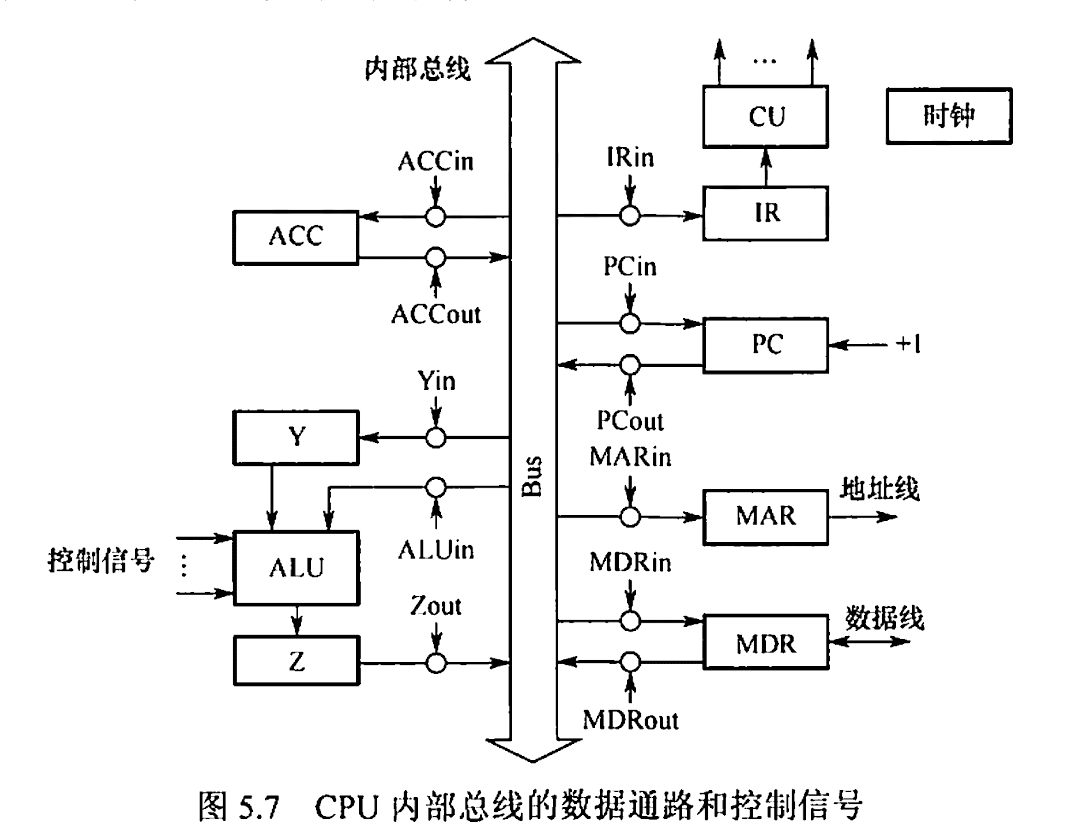 内部总线
… 
CU
时钟
ACCin
IRin
ACC
IR
ACCout
PCin
PC
+1
Yin
PCout
Y
MARin
Bus
MAR
地址线
控制信号
⋮
ALU
ALUin
MDRin
Zout
MDR
数据线
Z
MDRout
图 5.7 CPU 内部总线的数据通路和控制信号